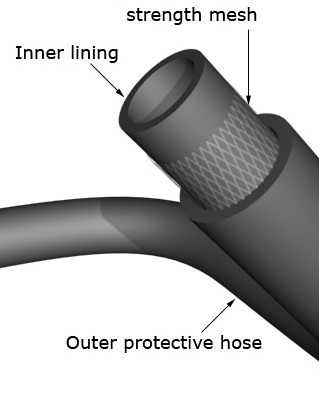 strength mesh
Inner lining
Outer protective hose